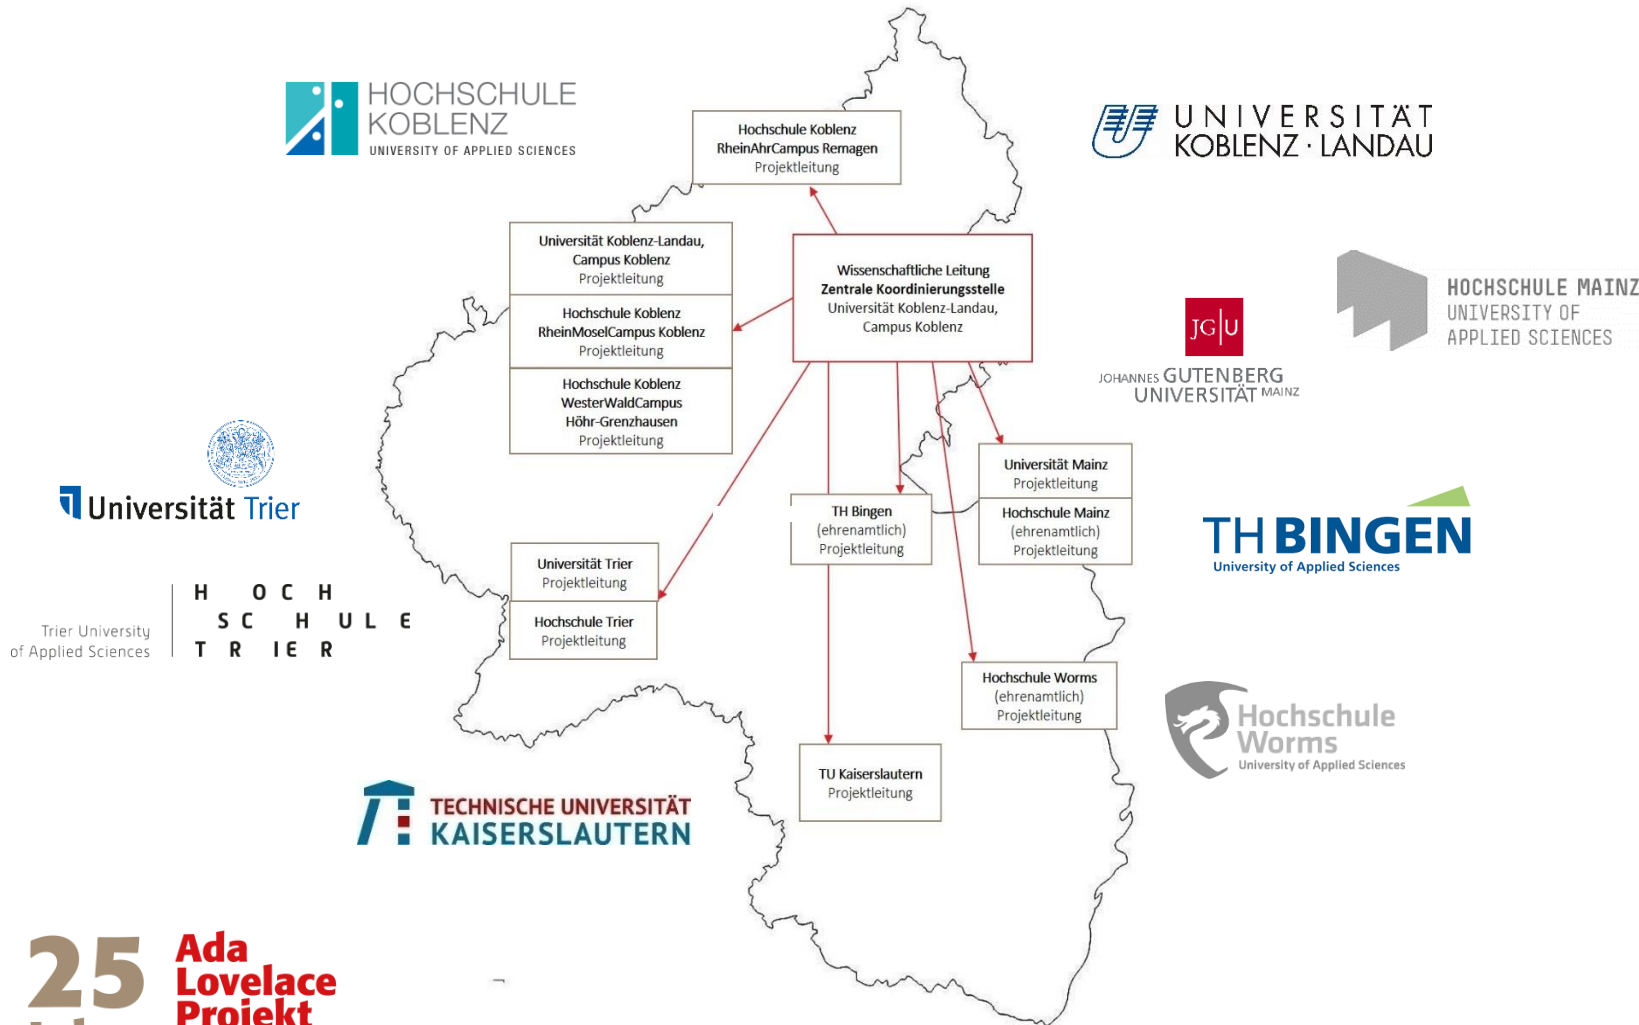 HOCHSCHULE
KOBLENZ
UNIVERSITY OF APPLIED SCIENCES
Hochschule Koblenz
RheinAhrCampus Remagen
Projektleitung
UNIVERSITÄT
KOBLENZ · LANDAU
Universität Koblenz-Landau,
Campus Koblenz
Projektleitung
Hochschule Koblenz
RheinMoselCampus Koblenz
Projektleitung
Hochschule Koblenz
WesterWaldCampus
Höhr-Grenzhausen
Projektleitung
Wissenschaftliche Leitung
Zentrale Koordinierungsstelle
Universität Koblenz-Landau,
Campus Koblenz
HOCHSCHULE MAINZ
UNIVERSITY OF
APPLIED SCIENCES
JG|U
JOHANNES GUTENBERG
UNIVERSITÄT MAINZ
Universität Trier
Universität Mainz
Projektleitung
Hochschule Mainz
(ehrenamtlich)
Projektleitung
TH Bingen
(ehrenamtlich)
Projektleitung
TH BINGEN
University of Applied Sciences
Universität Trier
Projektleitung
Hochschule Trier
Projektleitung
Trier University
of Applied Sciences
HOCH
SCHULE
TRIER
Hochschule Worms
(ehrenamtlich)
Projektleitung
Hochschule
Worms
University of Applied Sciences
TU Kaiserslautern
Projektleitung
TECHNISCHE UNIVERSITÄT
KAISERSLAUTERN
25
Ada
Lovelace
Projekt